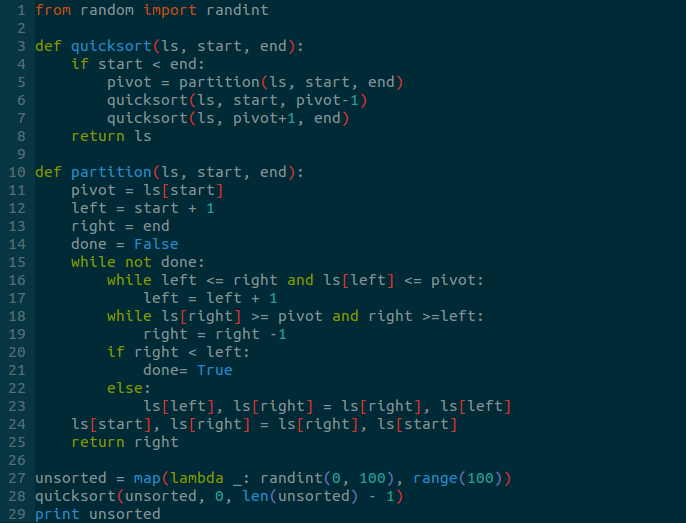 1 from random import randint
2
3 def quicksort(ls, start, end):
4     if start < end:
5         pivot = partition(ls, start, end)
6         quicksort(ls, start, pivot-1)
7         quicksort(ls, pivot+1, end)
8     return ls
9
10 def partition(ls, start, end):
11     pivot = ls[start]
12     left = start + 1
13     right = end
14     done = False
15     while not done:
16         while left <= right and ls[left] <= pivot:
17             left = left + 1
18         while ls[right] >= pivot and right >=left:
19             right = right -1
20         if right < left:
21             done= True
22         else:
23             ls[left], ls[right] = ls[right], ls[left]
24     ls[start], ls[right] = ls[right], ls[start]
25     return right
26
27 unsorted = map(lambda _: randint(0, 100), range(100))
28 quicksort(unsorted, 0, len(unsorted) - 1)
29 print unsorted